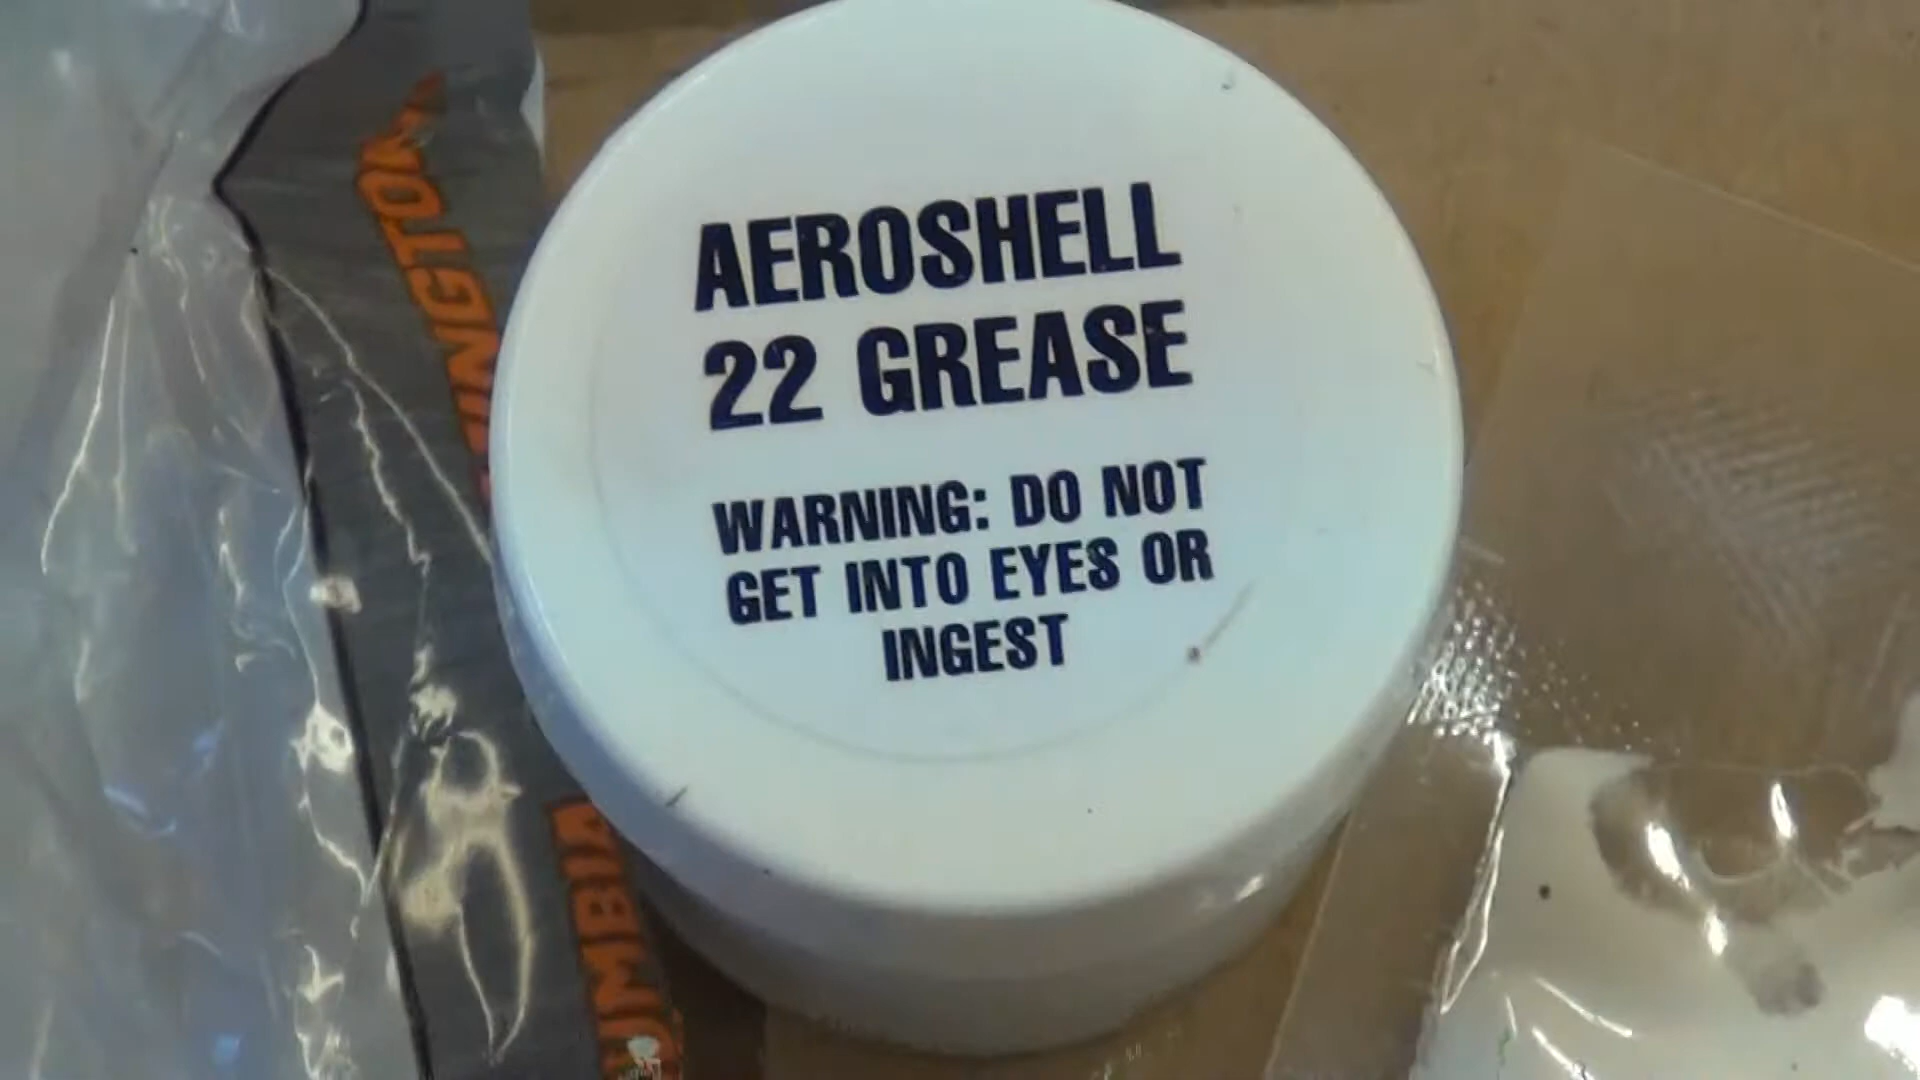 AEROSHELL
22 GREASE
WARNING: DO NOT
GET INTO EYES OR
INGEST